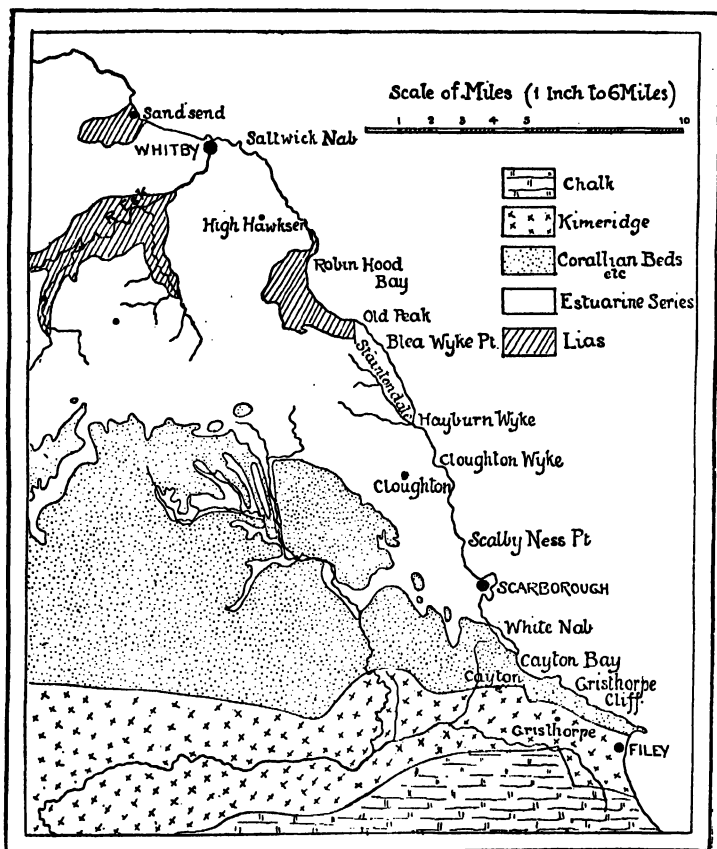 Scale of Miles (1 Inch to 6 Miles)
1 2 3 4 5 10
Sand'send
WHITBY
Saltwick Nab
Chalk
Kimeridge
High Hawkser
Robin Hood
Bay
Corallian Beds
etc
Estuarine Series
Old Peak
Blea Wyke Pt.
Lias
Stauntondale
Hayburn Wyke
Cloughton Wyke
Cloughton
Scalby Ness Pt
SCARBOROUGH
White Nab
Cayton Bay
Cayton
Gristhorpe
Cliff.
Gristhorpe
FILEY